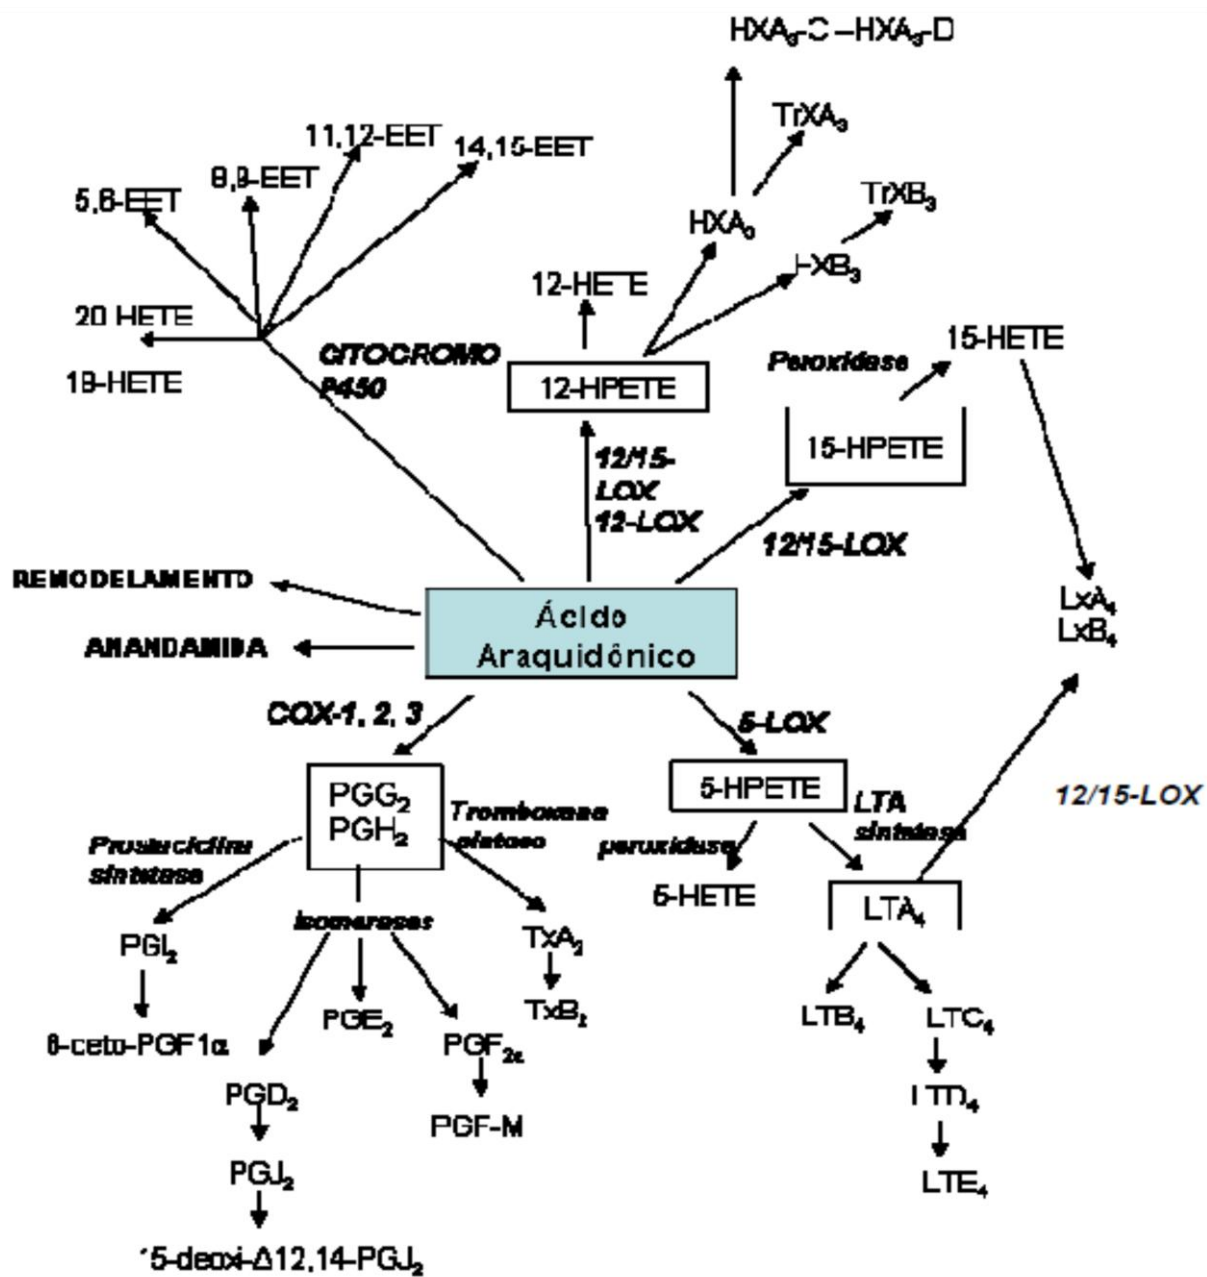 HXA₃-C –HXA₃-D
TrXA₃
11,12-EET
14,15-EET
8,9-EET
5,6-EET
TrXB₃
HXA₃
HXB₃
12-HETE
20 HETE
15-HETE
CITOCROMO
P450
Peroxidase
19-HETE
12-HPETE
15-HPETE
12/15-
LOX
12-LOX
12/15-LOX
REMODELAMENTO
Ácido
Araquidônico
LxA₄
LxB₄
ANANDAMIDA
COX-1, 2, 3
5-LOX
PGG₂
PGH₂
5-HPETE
12/15-LOX
Tromboxano
sintase
LTA
sintetase
Prostaciclina
sintetase
peroxidase
5-HETE
LTA₄
Isomerases
PGI₂
TxA₂
PGE₂
TxB₂
LTB₄
LTC₄
6-ceto-PGF1α
PGF₂α
PGD₂
LTD₄
PGF-M
PGJ₂
LTE₄
15-deoxi-Δ12,14-PGJ₂